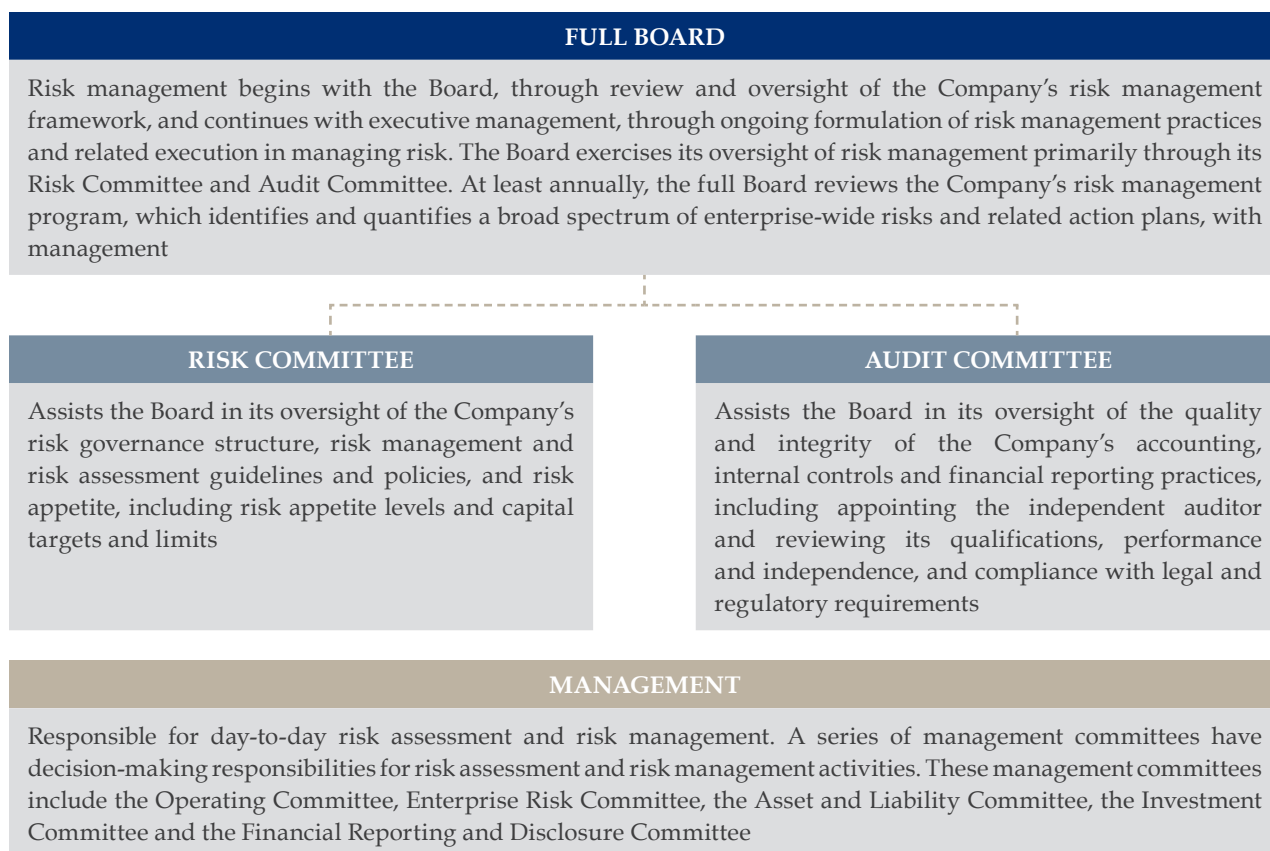 FULL BOARD
Risk management begins with the Board, through review and oversight of the Company’s risk management
framework, and continues with executive management, through ongoing formulation of risk management practices
and related execution in managing risk. The Board exercises its oversight of risk management primarily through its
Risk Committee and Audit Committee. At least annually, the full Board reviews the Company’s risk management
program, which identifies and quantifies a broad spectrum of enterprise-wide risks and related action plans, with
management
RISK COMMITTEE
Assists the Board in its oversight of the Company’s
risk governance structure, risk management and
risk assessment guidelines and policies, and risk
appetite, including risk appetite levels and capital
targets and limits
AUDIT COMMITTEE
Assists the Board in its oversight of the quality
and integrity of the Company’s accounting,
internal controls and financial reporting practices,
including appointing the independent auditor
and reviewing its qualifications, performance
and independence, and compliance with legal and
regulatory requirements
MANAGEMENT
Responsible for day-to-day risk assessment and risk management. A series of management committees have
decision-making responsibilities for risk assessment and risk management activities. These management committees
include the Operating Committee, Enterprise Risk Committee, the Asset and Liability Committee, the Investment
Committee and the Financial Reporting and Disclosure Committee